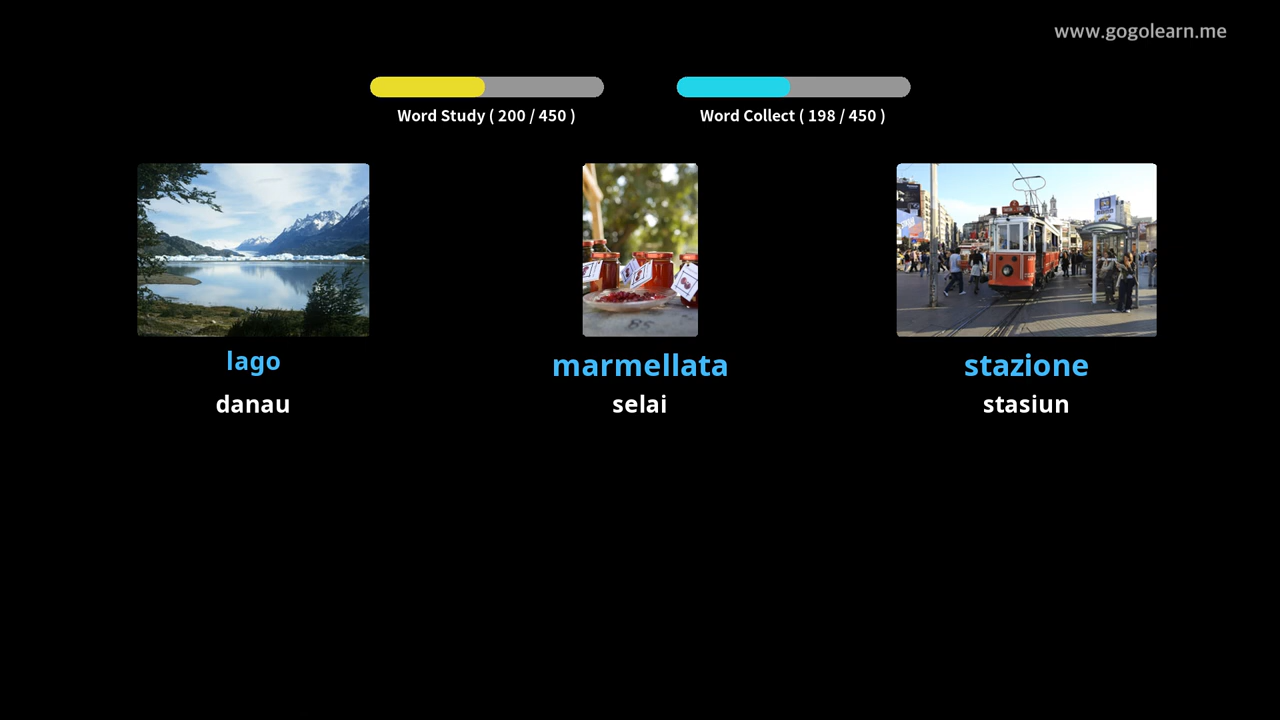 www.gogolearn.me
Word Study ( 200 / 450 )
Word Collect ( 198 / 450 )
lago
marmellata
stazione
danau
selai
stasiun